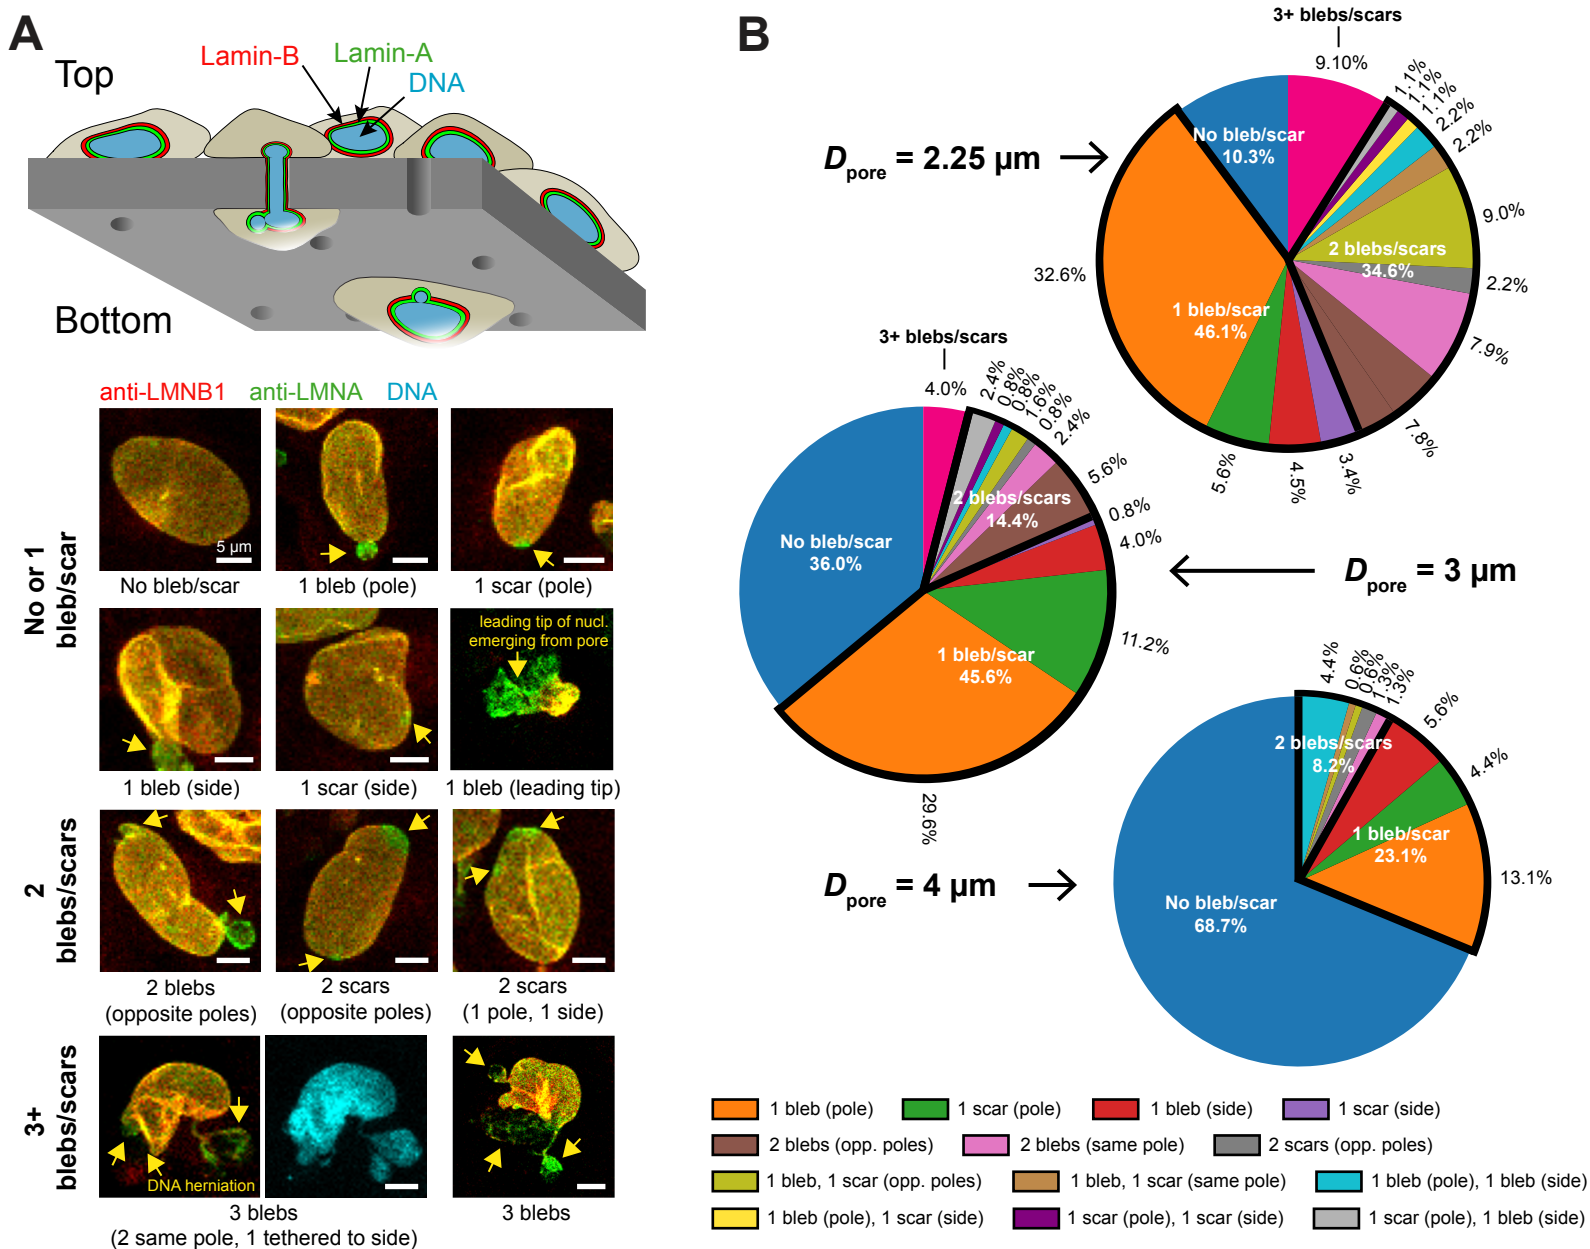 A
Top
Lamin-B
Lamin-A
DNA
Bottom
anti-LMNB1 anti-LMNA DNA
No or 1
bleb/scar
5 µm
No bleb/scar
1 bleb (pole)
1 scar (pole)
leading tip of nucl.
emerging from pore
1 bleb (side)
1 scar (side)
1 bleb (leading tip)
2
blebs/scars
2 blebs
(opposite poles)
2 scars
(opposite poles)
2 scars
(1 pole, 1 side)
3+
blebs/scars
DNA herniation
3 blebs
(2 same pole, 1 tethered to side)
3 blebs
B
Dpore = 2.25 µm
3+ blebs/scars
9.10%
1.1%
1.1%
1.1%
2.2%
2.2%
9.0%
2.2%
7.9%
7.8%
3.4%
4.5%
5.6%
32.6%
No bleb/scar
10.3%
2 blebs/scars
34.6%
1 bleb/scar
46.1%
Dpore = 3 µm
3+ blebs/scars
4.0%
2.4%
0.8%
0.8%
1.6%
0.8%
2.4%
5.6%
0.8%
4.0%
11.2%
29.6%
No bleb/scar
36.0%
2 blebs/scars
14.4%
1 bleb/scar
45.6%
Dpore = 4 µm
4.4%
0.6%
0.6%
1.3%
1.3%
5.6%
4.4%
13.1%
2 blebs/scars
8.2%
1 bleb/scar
23.1%
No bleb/scar
68.7%
1 bleb (pole) 1 scar (pole) 1 bleb (side) 1 scar (side)
2 blebs (opp. poles) 2 blebs (same pole) 2 scars (opp. poles)
1 bleb, 1 scar (opp. poles) 1 bleb, 1 scar (same pole) 1 bleb (pole), 1 bleb (side)
1 bleb (pole), 1 scar (side) 1 scar (pole), 1 scar (side) 1 scar (pole), 1 bleb (side)